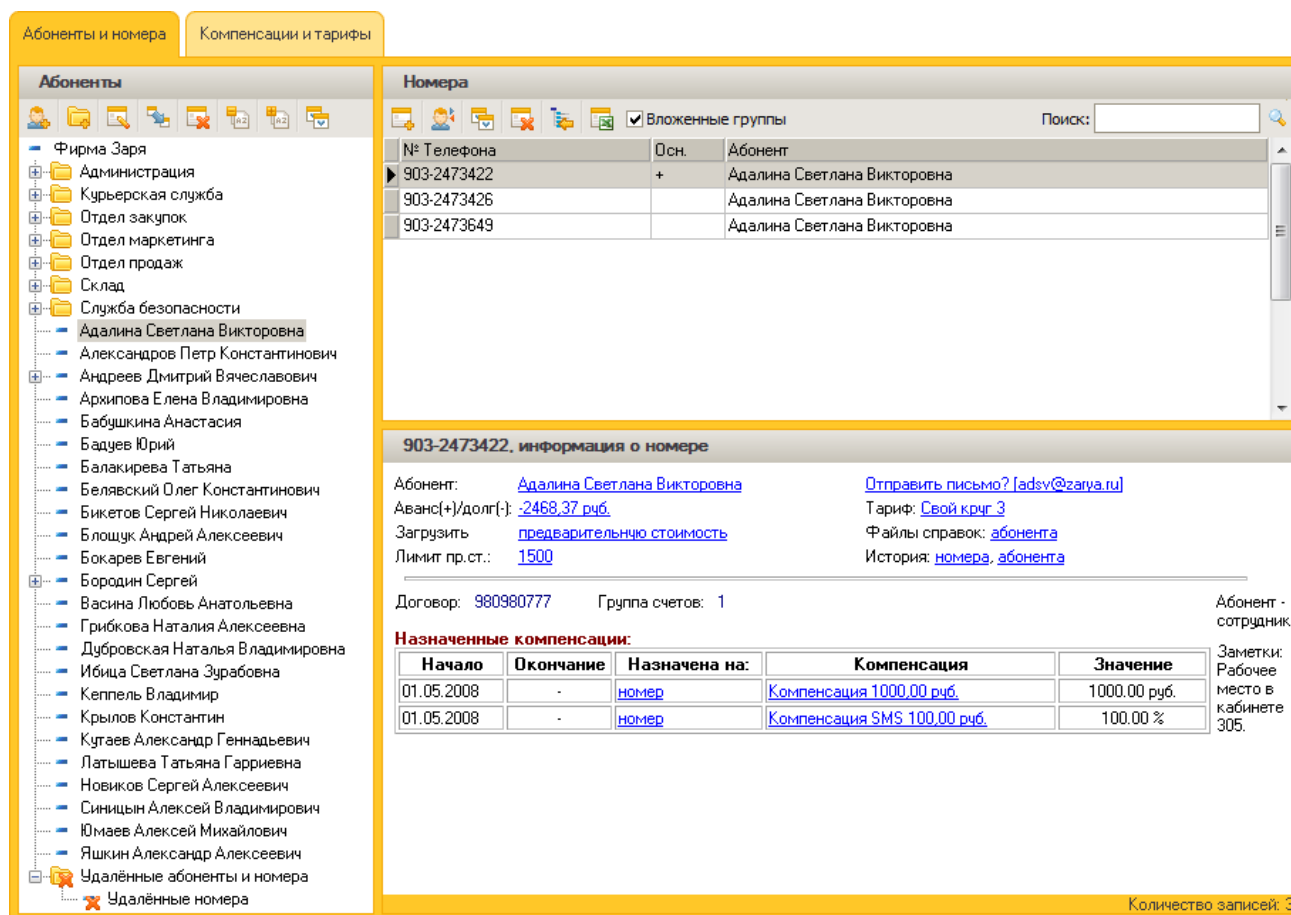 Абоненты и номера
Компенсации и тарифы
Абоненты
Фирма Заря
Администрация
Курьерская служба
Отдел закупок
Отдел маркетинга
Отдел продаж
Склад
Служба безопасности
Адалина Светлана Викторовна
Александров Петр Константинович
Андреев Дмитрий Вячеславович
Архипова Елена Владимировна
Бабушкина Анастасия
Бадуев Юрий
Балакирева Татьяна
Белявский Олег Константинович
Бикетов Сергей Николаевич
Блощук Андрей Алексеевич
Бокарев Евгений
Бородин Сергей
Васина Любовь Анатольевна
Грибкова Наталия Алексеевна
Дубровская Наталья Владимировна
Ибица Светлана Зурабовна
Кеппель Владимир
Крылов Константин
Кутаев Александр Геннадьевич
Латышева Татьяна Гарриевна
Новиков Сергей Алексеевич
Синицын Алексей Владимирович
Юмаев Алексей Михайлович
Яшкин Александр Алексеевич
Удалённые абоненты и номера
Удалённые номера
Номера
Вложенные группы Поиск:
№ Телефона Осн. Абонент
903-2473422 + Адалина Светлана Викторовна
903-2473426 Адалина Светлана Викторовна
903-2473649 Адалина Светлана Викторовна
903-2473422, информация о номере
Абонент: Адалина Светлана Викторовна Отправить письмо? [adsv@zarya.ru]
Аванс(+)/долг(-): -2468,37 руб. Тариф: Свой круг 3
Загрузить предварительную стоимость Файлы справок: абонента
Лимит пр.ст.: 1500 История: номера, абонента
Договор: 980980777 Группа счетов: 1
Назначенные компенсации:
Начало Окончание Назначена на: Компенсация Значение
01.05.2008 - номер Компенсация 1000,00 руб. 1000.00 руб.
01.05.2008 - номер Компенсация SMS 100,00 руб. 100.00 %
Абонент -
сотрудник
Заметки:
Рабочее
место в
кабинете
305.
Количество записей: 3